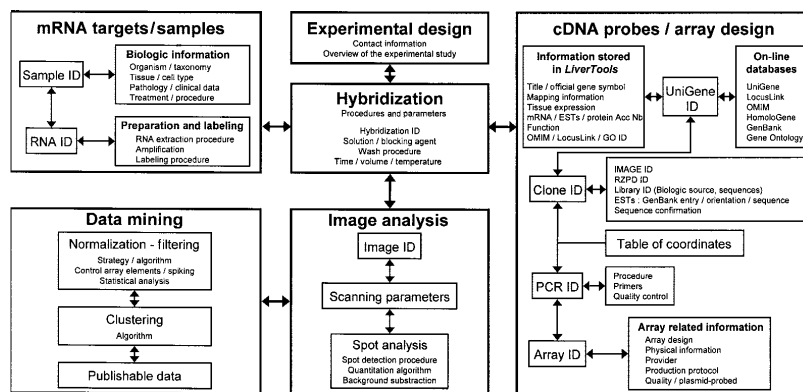 mRNA targets/samples
Sample ID
Biologic information
Organism / taxonomy
Tissue / cell type
Pathology / clinical data
Treatment / procedure
RNA ID
Preparation and labeling
RNA extraction procedure
Amplification
Labeling procedure
Experimental design
Contact information
Overview of the experimental study
Hybridization
Procedures and parameters
Hybridization ID
Solution / blocking agent
Wash procedure
Time / volume / temperature
cDNA probes / array design
Information stored
in LiverTools
Title / official gene symbol
Mapping information
Tissue expression
mRNA / ESTs / protein Acc Nb
Function
OMIM / LocusLink / GO ID
UniGene
ID
On-line
databases
UniGene
LocusLink
OMIM
HomoloGene
GenBank
Gene Ontology
Clone ID
IMAGE ID
RZPD ID
Library ID (Biologic source, sequences)
ESTs : GenBank entry / orientation / sequence
Sequence confirmation
Table of coordinates
PCR ID
Procedure
Primers
Quality control
Array ID
Array related information
Array design
Physical information
Provider
Production protocol
Quality / plasmid-probed
Data mining
Normalization - filtering
Strategy / algorithm
Control array elements / spiking
Statistical analysis
Clustering
Algorithm
Publishable data
Image analysis
Image ID
Scanning parameters
Spot analysis
Spot detection procedure
Quantitation algorithm
Background substraction